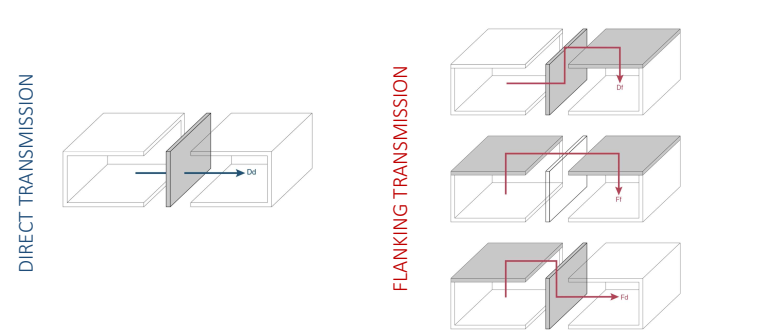 DIRECT TRANSMISSION
Dd
FLANKING TRANSMISSION
Df
Ff
Fd